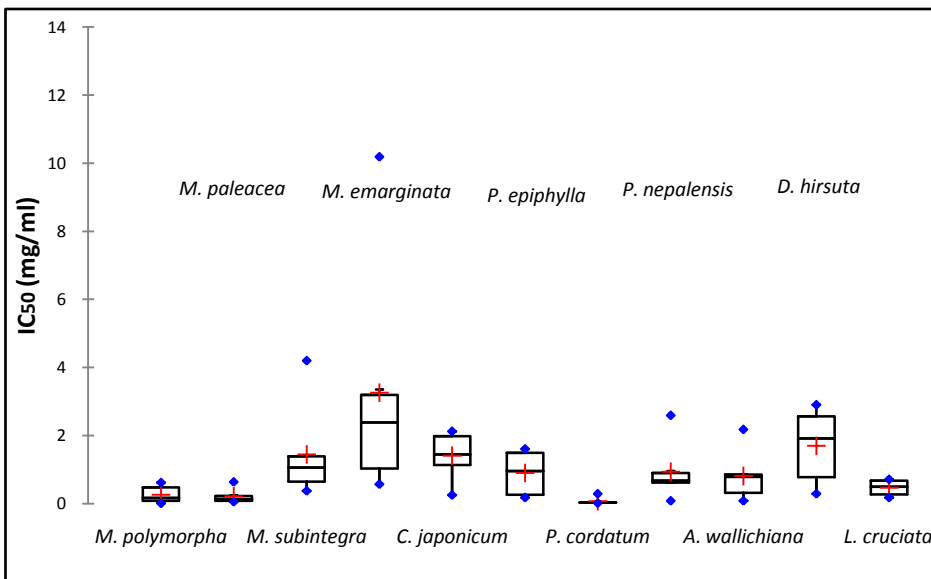 14
12
10
8
6
4
2
0
IC50 (mg/ml)
M. paleacea
M. emarginata
P. epiphylla
P. nepalensis
D. hirsuta
M. polymorpha
M. subintegra
C. japonicum
P. cordatum
A. wallichiana
L. cruciata